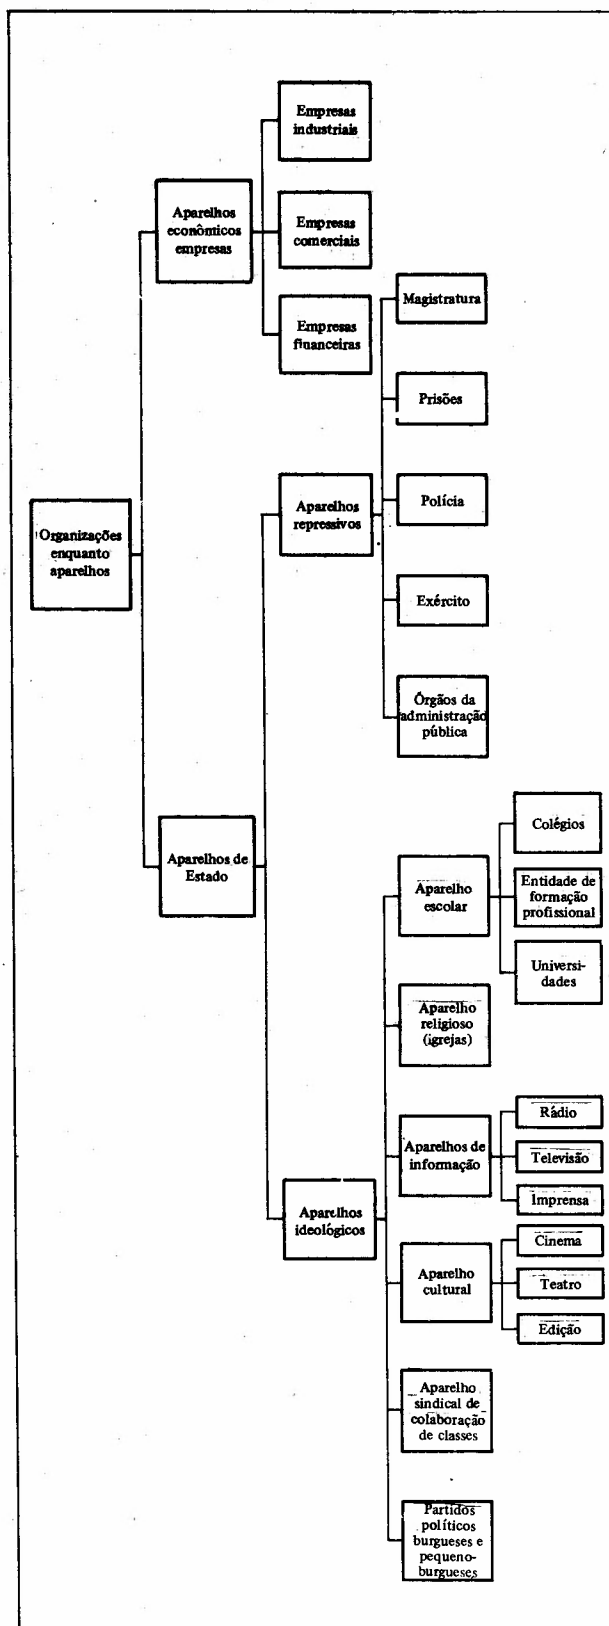 Empresas
industriais
Aparelhos
econômicos
empresas
Empresas
comerciais
Empresas
financeiras
Magistratura
Prisões
Organizações
enquanto
aparelhos
Aparelhos
repressivos
Polícia
Exército
Órgãos da
administração
pública
Aparelhos de
Estado
Aparelho
escolar
Colégios
Entidade de
formação
profissional
Universi-
dades
Aparelho
religioso
(igrejas)
Aparelhos
ideológicos
Aparelhos de
informação
Rádio
Televisão
Imprensa
Aparelho
cultural
Cinema
Teatro
Edição
Aparelho
sindical de
colaboração
de classes
Partidos
políticos
burgueses e
pequeno-
burgueses